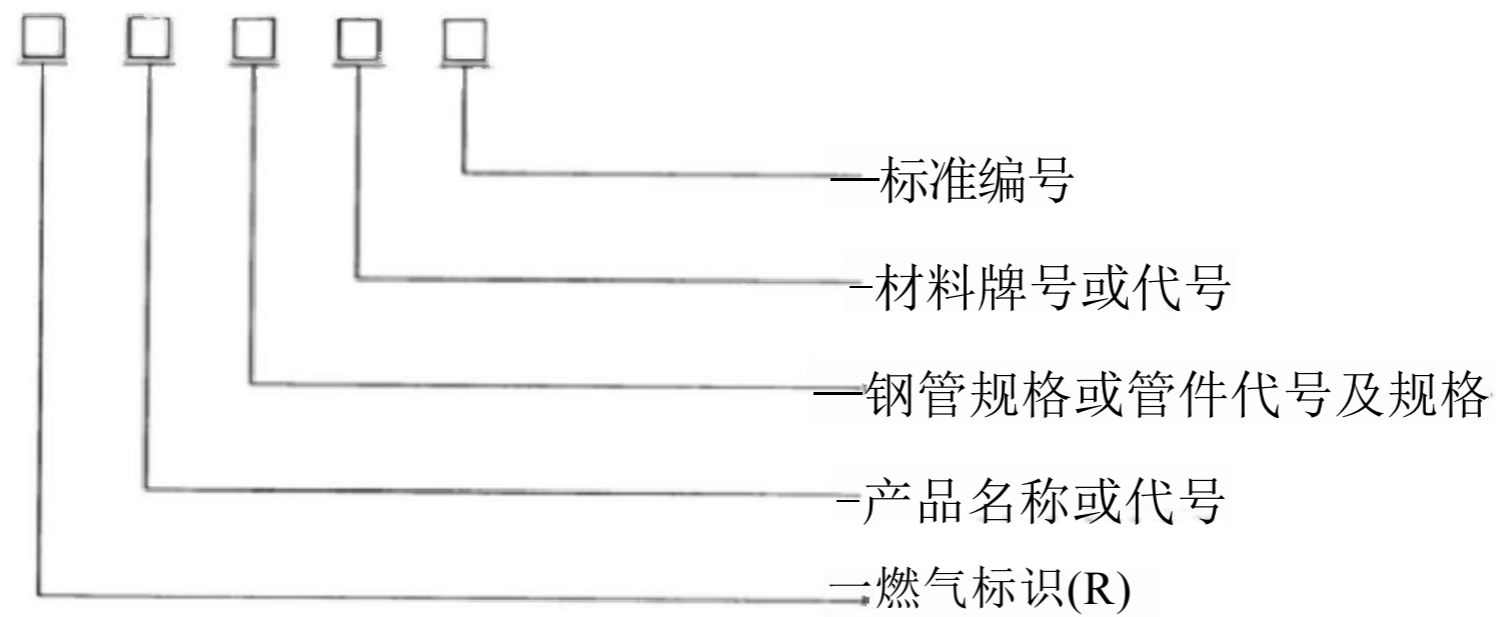 □ □ □ □ □
标准编号
材料牌号或代号
钢管规格或管件代号及规格
产品名称或代号
燃气标识(R)